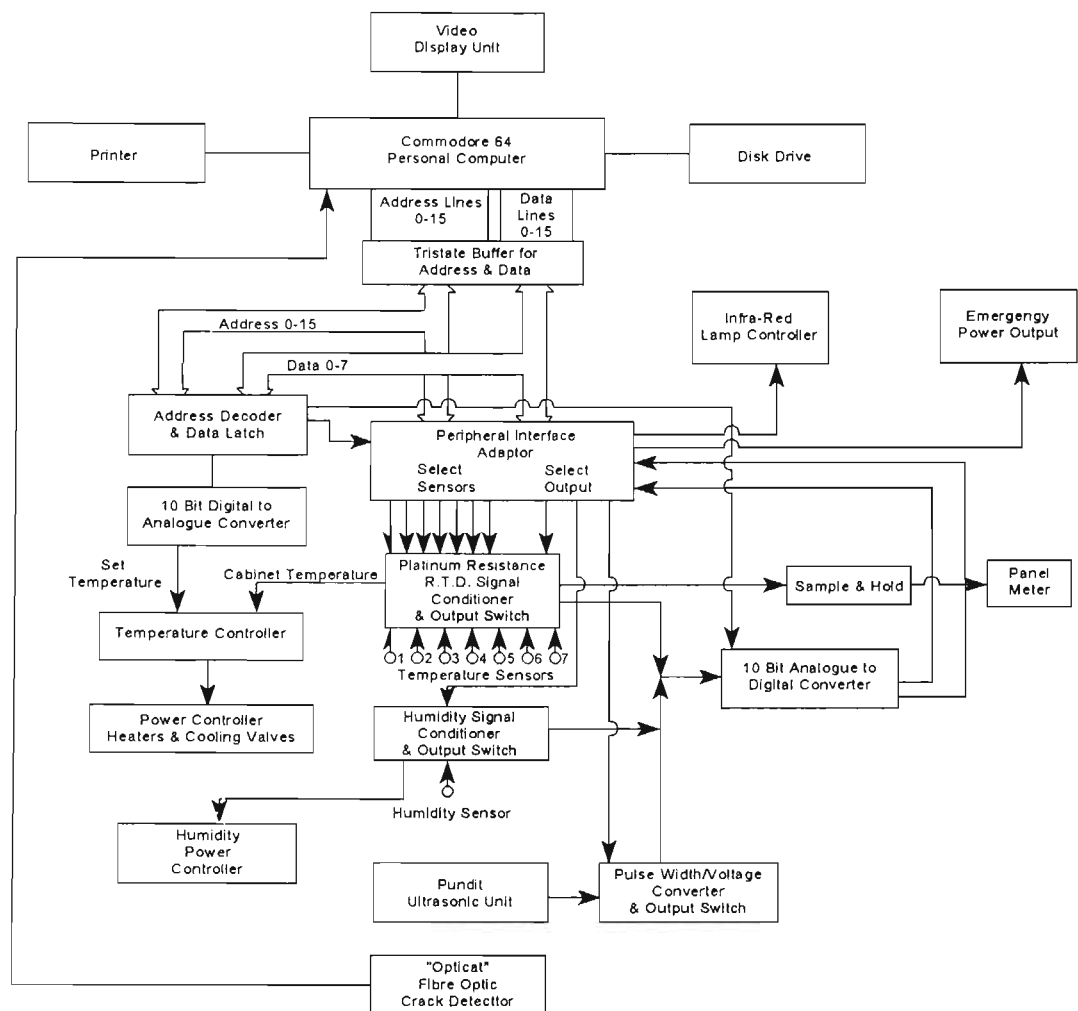 Video
Display Unit
Printer
Commodore 64
Personal Computer
Disk Drive
Address Lines
0-15
Data
Lines
0-15
Tristate Buffer for
Address & Data
Infra-Red
Lamp Controller
Emergengy
Power Output
Address 0-15
Data 0-7
Address Decoder
& Data Latch
Peripheral Interface
Adaptor
Select
Sensors
Select
Output
10 Bit Digital to
Analogue Converter
Set
Temperature
Cabinet Temperature
Platinum Resistance
R.T.D. Signal
Conditioner
& Output Switch
Sample & Hold
Panel
Meter
Temperature Controller
1 2 3 4 5 6 7
Temperature Sensors
10 Bit Analogue to
Digital Converter
Power Controller
Heaters & Cooling Valves
Humidity Signal
Conditioner
& Output Switch
Humidity Sensor
Humidity
Power
Controller
Pundit
Ultrasonic Unit
Pulse Width/Voltage
Converter
& Output Switch
"Opticat"
Fibre Optic
Crack Detecttor